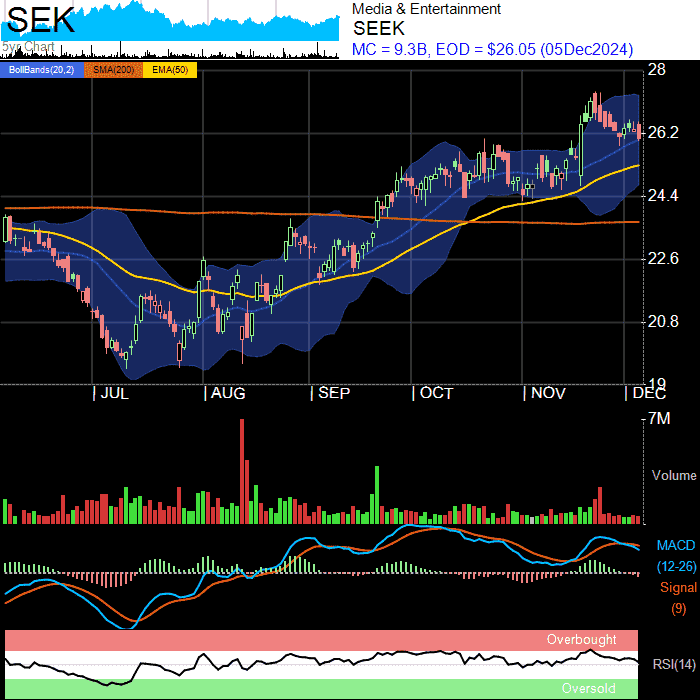 SEK
5yr Chart
Media & Entertainment
SEEK
MC = 9.3B, EOD = $26.05 (05Dec2024)
BollBands(20,2) SMA(200) EMA(50)
28
26.2
24.4
22.6
20.8
19
JUL AUG SEP OCT NOV DEC
7M
Volume
MACD
(12-26)
Signal
(9)
Overbought
RSI(14)
Oversold